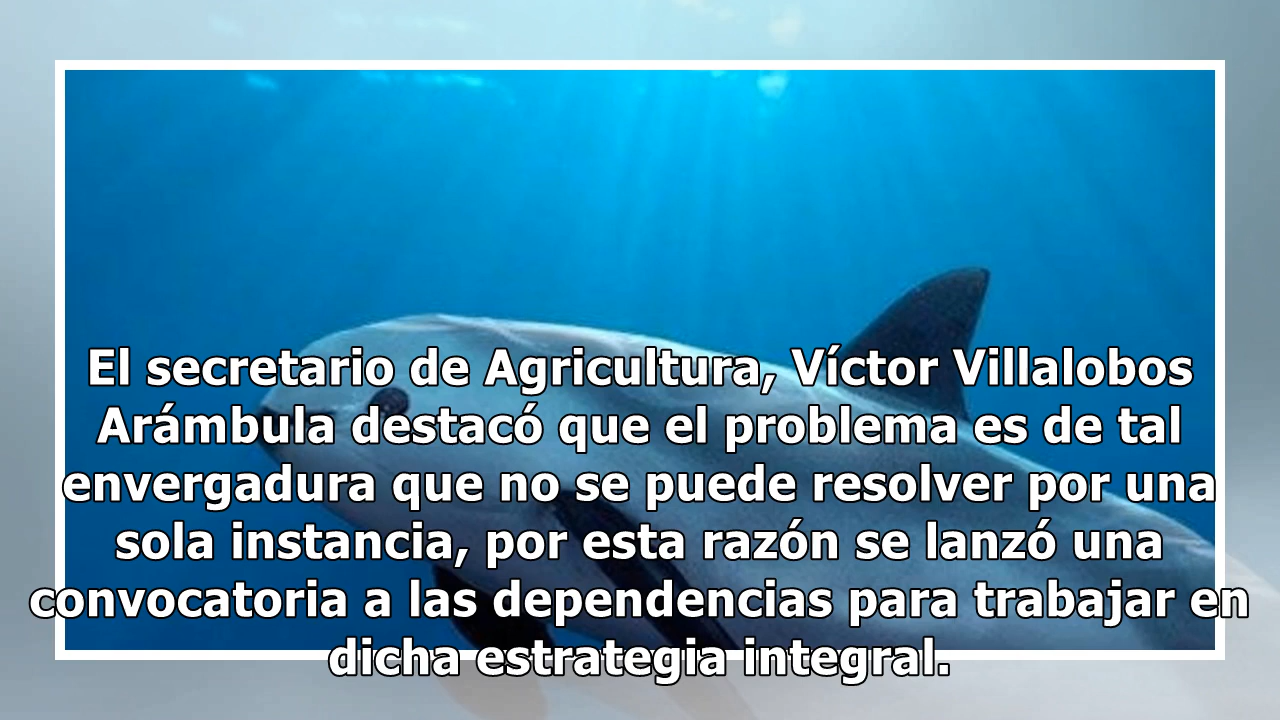 El secretario de Agricultura, Víctor Villalobos
Arámbula destacó que el problema es de tal
envergadura que no se puede resolver por una
sola instancia, por esta razón se lanzó una
convocatoria a las dependencias para trabajar en
dicha estrategia integral.